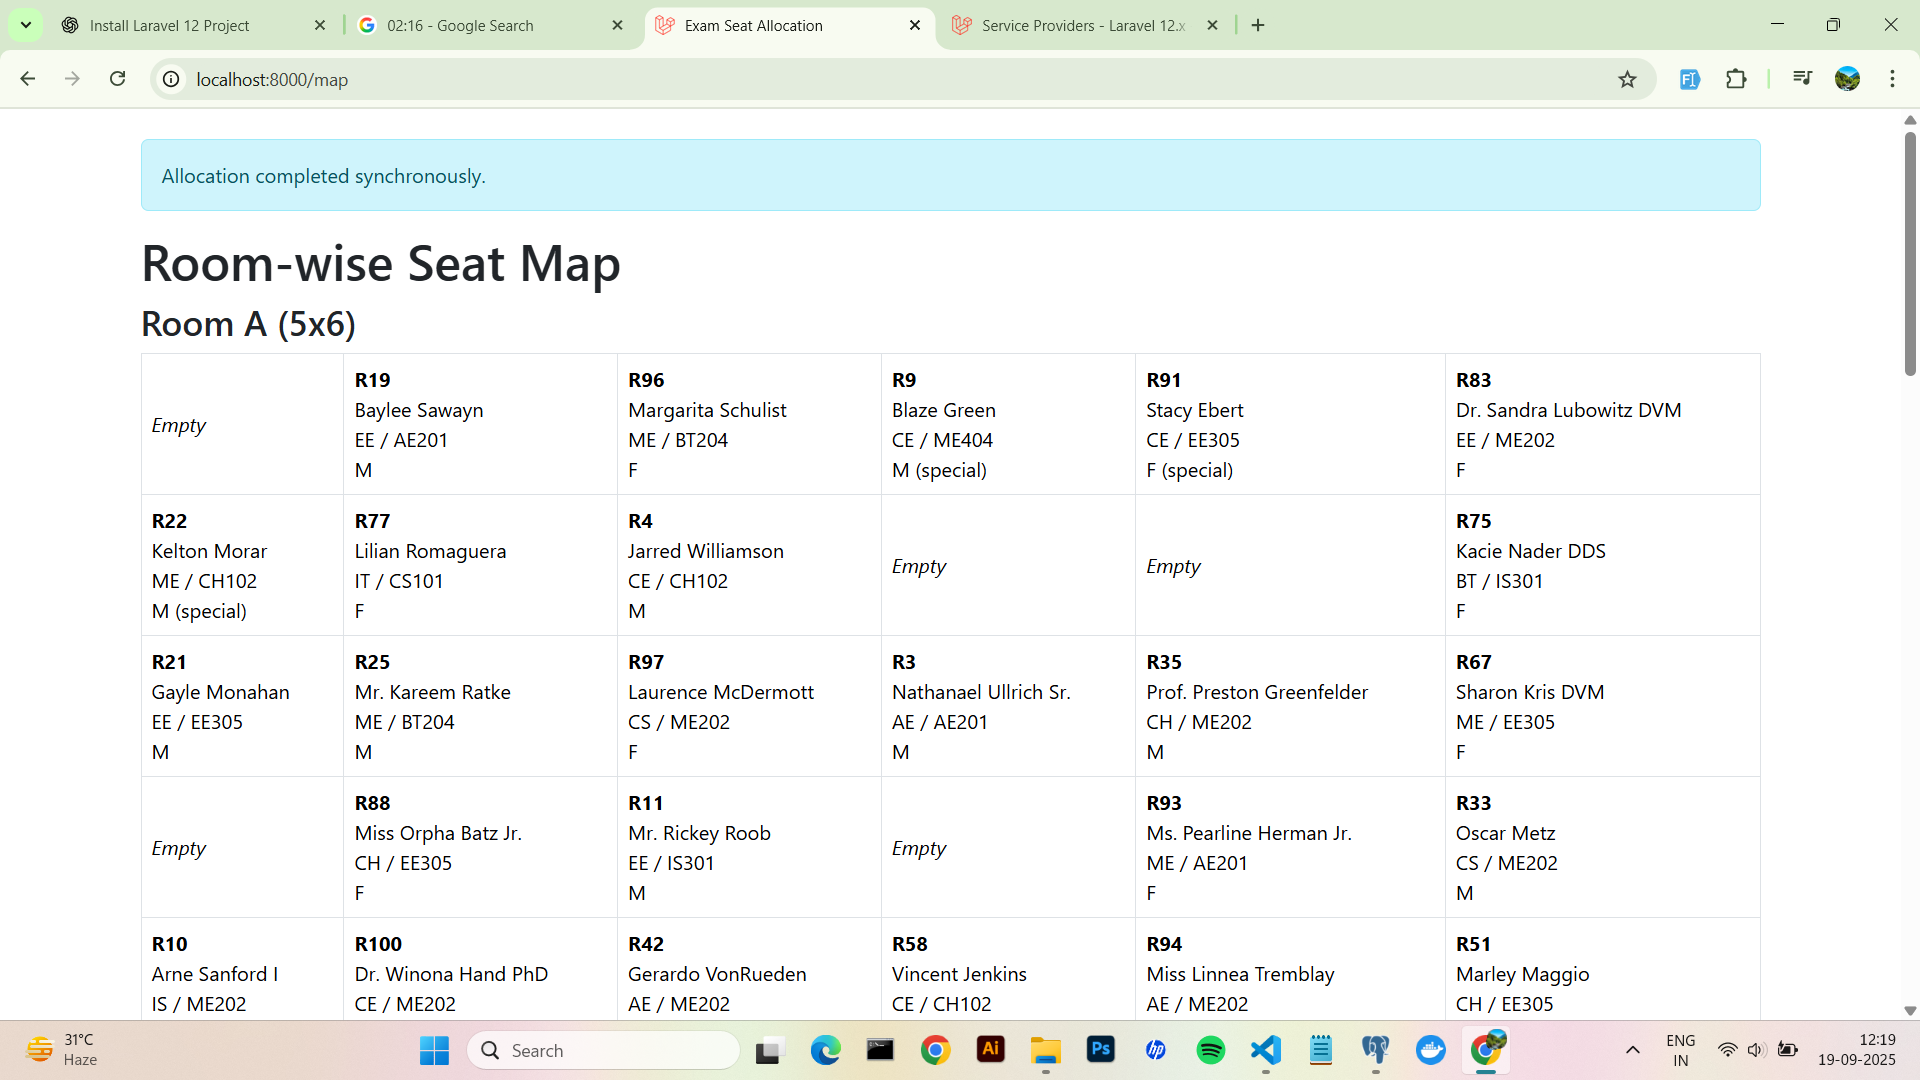 Install Laravel 12 Project
02:16 - Google Search
Exam Seat Allocation
Service Providers - Laravel 12.x
localhost:8000/map
Allocation completed synchronously.
Room-wise Seat Map
Room A (5x6)
Empty
R19
Baylee Sawayn
EE / AE201
M
R96
Margarita Schulist
ME / BT204
F
R9
Blaze Green
CE / ME404
M (special)
R91
Stacy Ebert
CE / EE305
F (special)
R83
Dr. Sandra Lubowitz DVM
EE / ME202
F
R22
Kelton Morar
ME / CH102
M (special)
R77
Lilian Romaguera
IT / CS101
F
R4
Jarred Williamson
CE / CH102
M
Empty
Empty
R75
Kacie Nader DDS
BT / IS301
F
R21
Gayle Monahan
EE / EE305
M
R25
Mr. Kareem Ratke
ME / BT204
M
R97
Laurence McDermott
CS / ME202
F
R3
Nathanael Ullrich Sr.
AE / AE201
M
R35
Prof. Preston Greenfelder
CH / ME202
M
R67
Sharon Kris DVM
ME / EE305
F
Empty
R88
Miss Orpha Batz Jr.
CH / EE305
F
R11
Mr. Rickey Roob
EE / IS301
M
Empty
R93
Ms. Pearline Herman Jr.
ME / AE201
F
R33
Oscar Metz
CS / ME202
M
R10
Arne Sanford I
IS / ME202
R100
Dr. Winona Hand PhD
CE / ME202
R42
Gerardo VonRueden
AE / ME202
R58
Vincent Jenkins
CE / CH102
R94
Miss Linnea Tremblay
AE / ME202
R51
Marley Maggio
CH / EE305
31°C
Haze
Search
Ai
Ps
hp
ENG
IN
12:19
19-09-2025